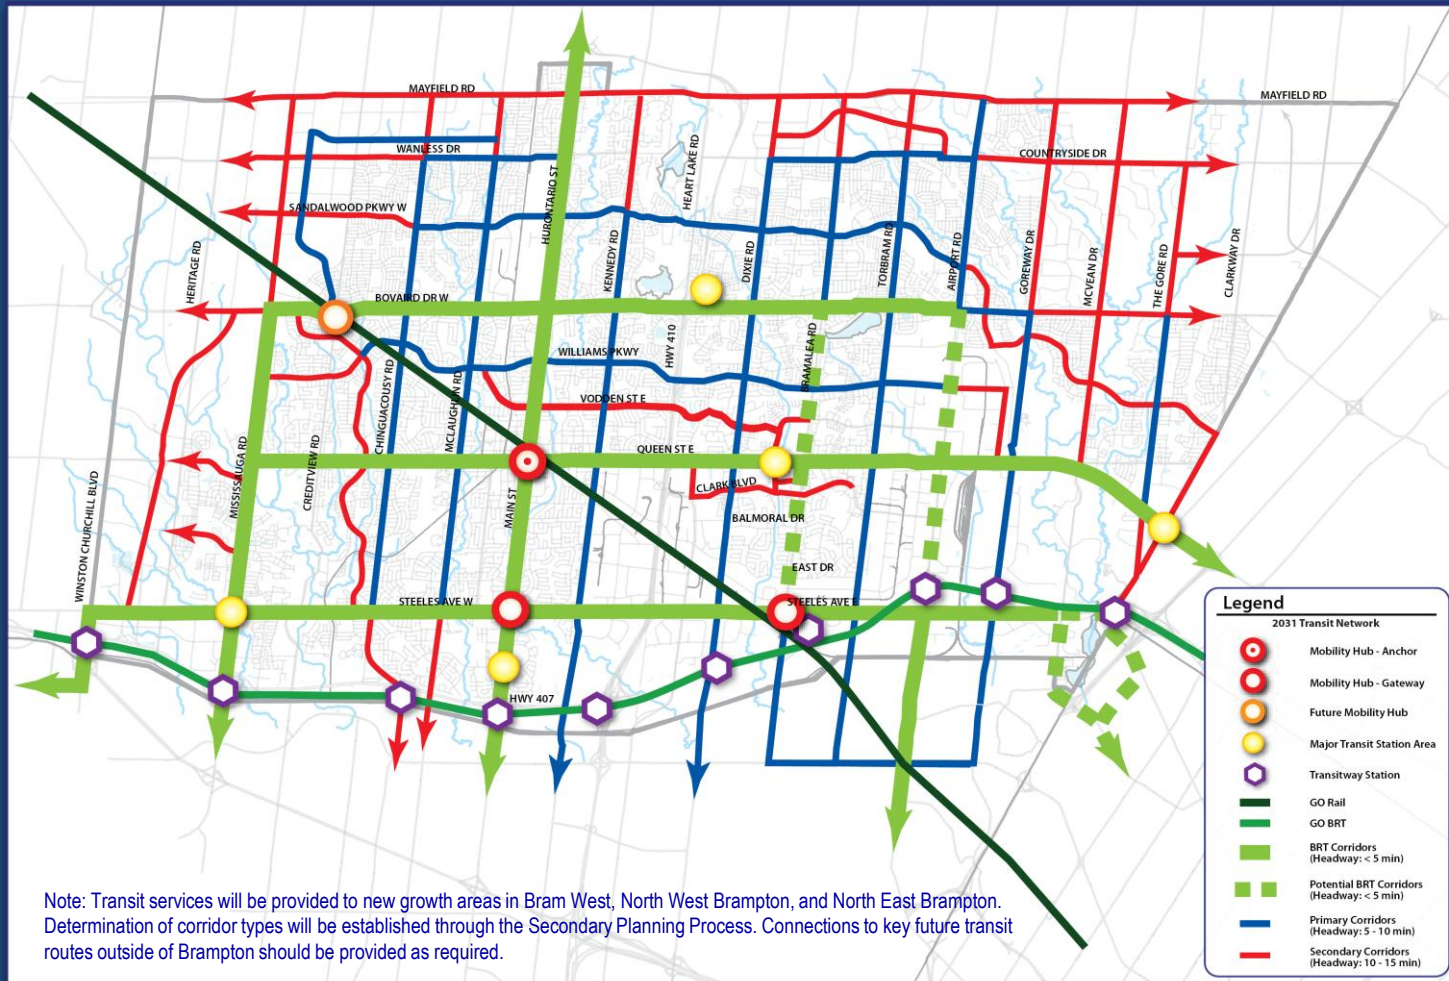 MAYFIELD RD
MAYFIELD RD
WANLESS DR
COUNTRYSIDE DR
HEART LAKE RD
SANDALWOOD PKWY W
HURONTARIO ST
KENNEDY RD
DIXIE RD
TORBRAM RD
AIRPORT RD
GOREWAY DR
MCVEAN DR
THE GORE RD
CLARKWAY DR
HERITAGE RD
BOVAIRD DR W
HWY 410
BRAMALEA RD
WILLIAMS PKWY
CHINGUACOUSY RD
MCLAUGHLIN RD
VODDEN ST E
QUEEN ST E
MISSISSAUGA RD
CREDITVIEW RD
WINSTON CHURCHILL BLVD
MAIN ST
CLARK BLVD
BALMORAL DR
EAST DR
STEELES AVE W
STEELES AVE E
HWY 407
Legend
2031 Transit Network
Mobility Hub - Anchor
Mobility Hub - Gateway
Future Mobility Hub
Major Transit Station Area
Transitway Station
GO Rail
GO BRT
BRT Corridors
(Headway: < 5 min)
Potential BRT Corridors
(Headway: < 5 min)
Primary Corridors
(Headway: 5 - 10 min)
Secondary Corridors
(Headway: 10 - 15 min)
Note: Transit services will be provided to new growth areas in Bram West, North West Brampton, and North East Brampton.
Determination of corridor types will be established through the Secondary Planning Process. Connections to key future transit
routes outside of Brampton should be provided as required.